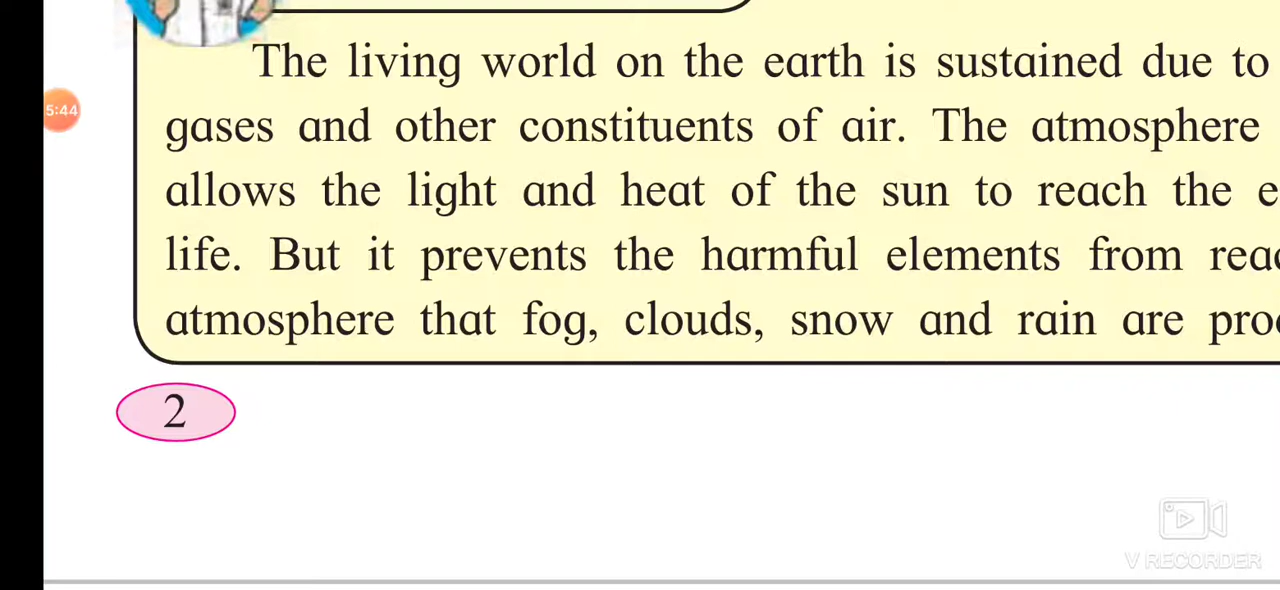 The living world on the earth is sustained due to
5:44
gases and other constituents of air. The atmosphere
allows the light and heat of the sun to reach the
life. But it prevents the harmful elements from
atmosphere that fog, clouds, snow and rain are
2
V RECORDER